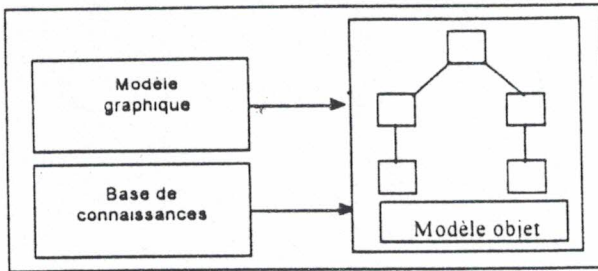 Modèle
graphique
Base de
connaissances
Modèle objet